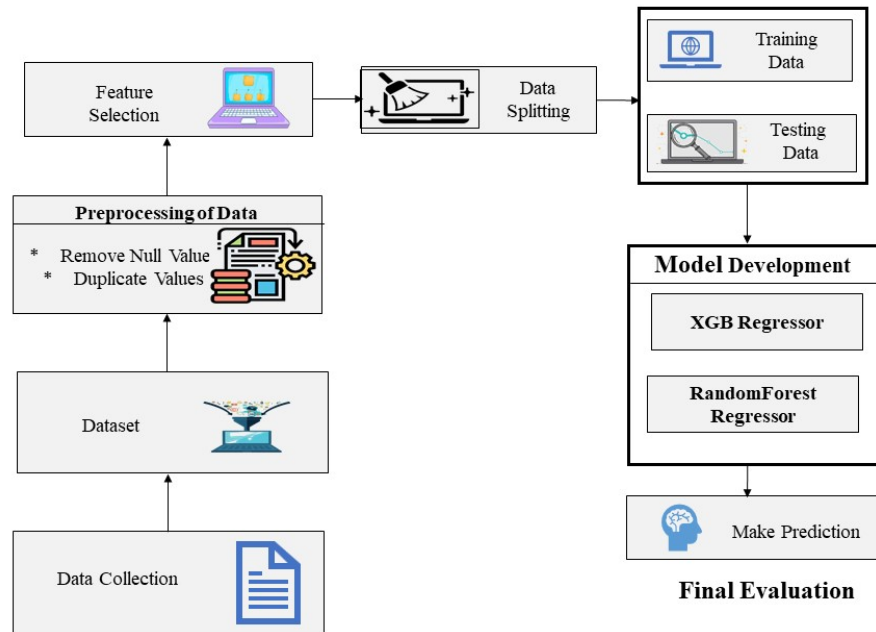 Training
Data
Feature
Selection
Data
Splitting
Testing
Data
Preprocessing of Data
* Remove Null Value
* Duplicate Values
Model Development
XGB Regressor
RandomForest
Regressor
Dataset
Make Prediction
Data Collection
Final Evaluation